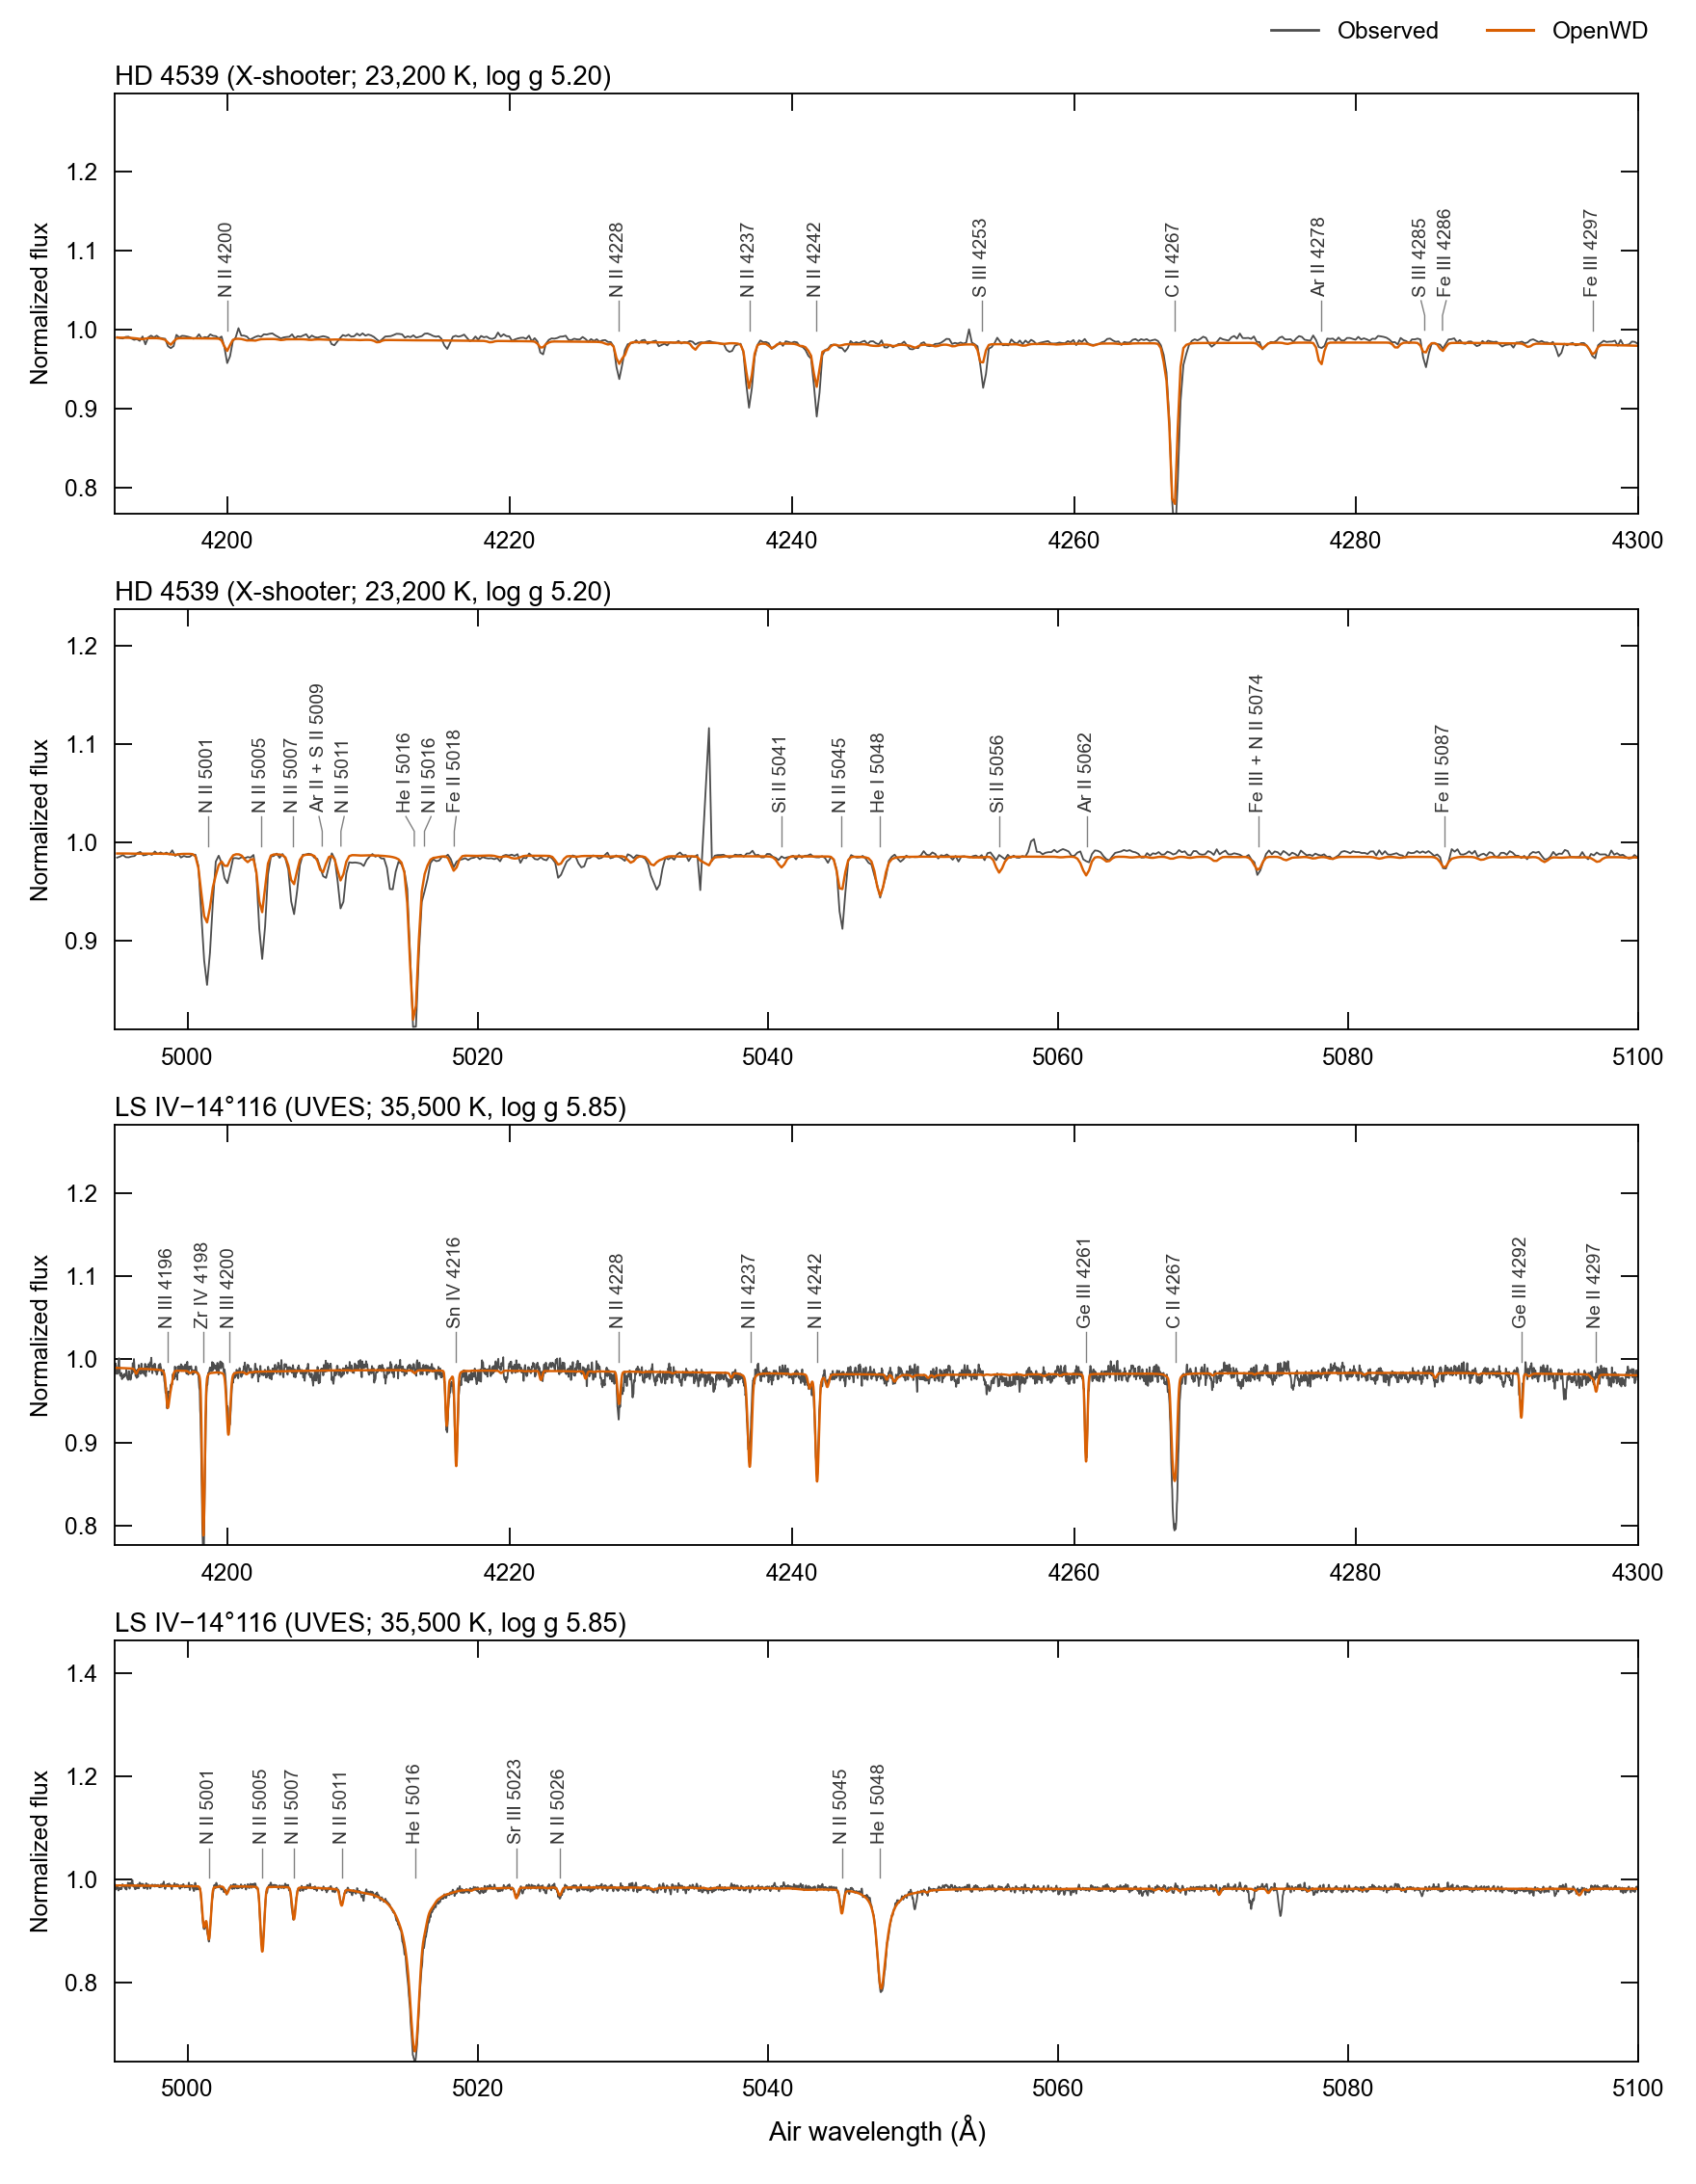 Observed OpenWD
HD 4539 (X-shooter; 23,200 K, log g 5.20)
Normalized flux
1.2
1.1
1.0
0.9
0.8
N II 4200
N II 4228
N II 4237
N II 4242
S III 4253
C II 4267
Ar II 4278
S III 4285
Fe III 4286
Fe III 4297
4200 4220 4240 4260 4280 4300
HD 4539 (X-shooter; 23,200 K, log g 5.20)
Normalized flux
1.2
1.1
1.0
0.9
N II 5001
N II 5005
N II 5007
Ar II + S II 5009
N II 5011
He I 5016
N II 5016
Fe II 5018
Si II 5041
N II 5045
He I 5048
Si II 5056
Ar II 5062
Fe III + N II 5074
Fe III 5087
5000 5020 5040 5060 5080 5100
LS IV−14°116 (UVES; 35,500 K, log g 5.85)
Normalized flux
1.2
1.1
1.0
0.9
0.8
N III 4196
Zr IV 4198
N III 4200
Sn IV 4216
N II 4228
N II 4237
N II 4242
Ge III 4261
C II 4267
Ge III 4292
Ne II 4297
4200 4220 4240 4260 4280 4300
LS IV−14°116 (UVES; 35,500 K, log g 5.85)
Normalized flux
1.4
1.2
1.0
0.8
N II 5001
N II 5005
N II 5007
N II 5011
He I 5016
Sr III 5023
N II 5026
N II 5045
He I 5048
5000 5020 5040 5060 5080 5100
Air wavelength (Å)